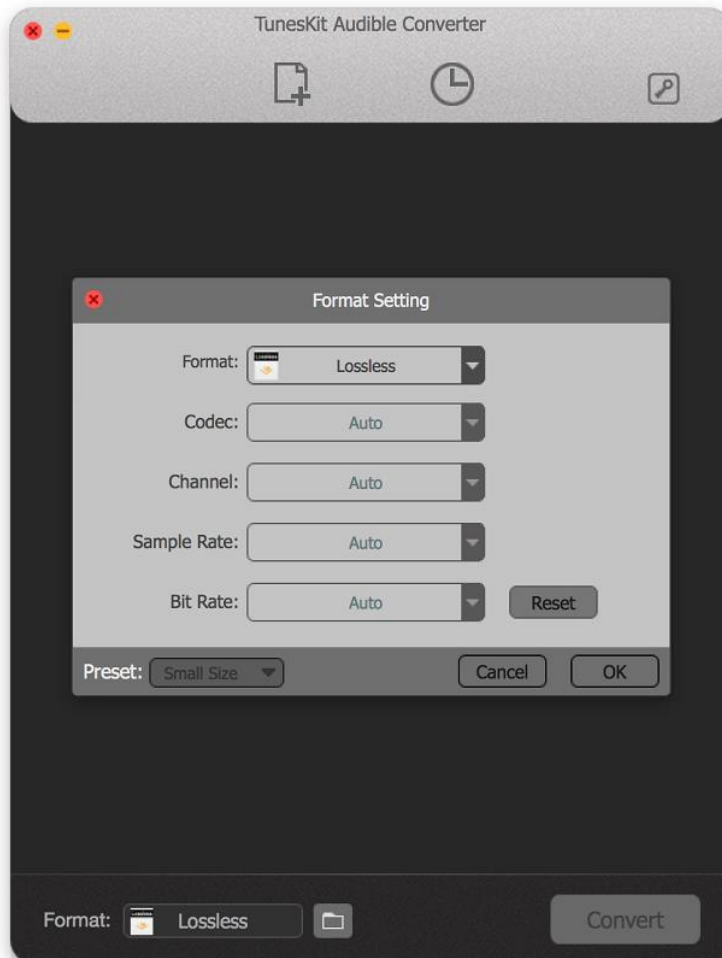 TunesKit Audible Converter
Format Setting
Format: Lossless
Codec: Auto
Channel: Auto
Sample Rate: Auto
Bit Rate: Auto Reset
Preset: Small Size Cancel OK
Format: Lossless Convert